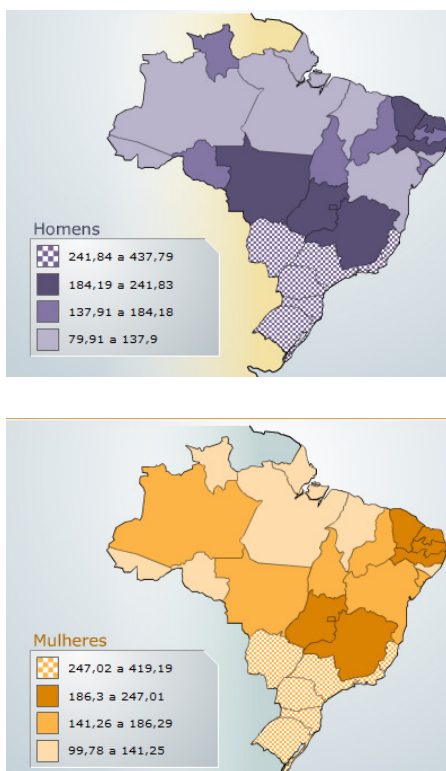 Homens
241,84 a 437,79
184,19 a 241,83
137,91 a 184,18
79,91 a 137,9
Mulheres
247,02 a 419,19
186,3 a 247,01
141,26 a 186,29
99,78 a 141,25